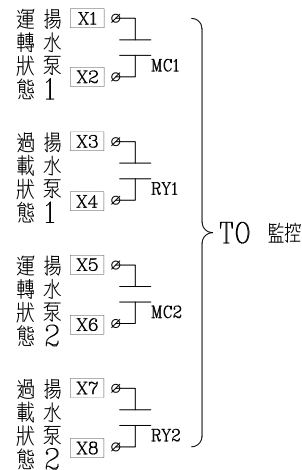 揚水泵1
運轉狀態
X1
X2
MC1
揚水泵1
過載狀態
X3
X4
RY1
揚水泵2
運轉狀態
X5
X6
MC2
揚水泵2
過載狀態
X7
X8
RY2
TO 監控